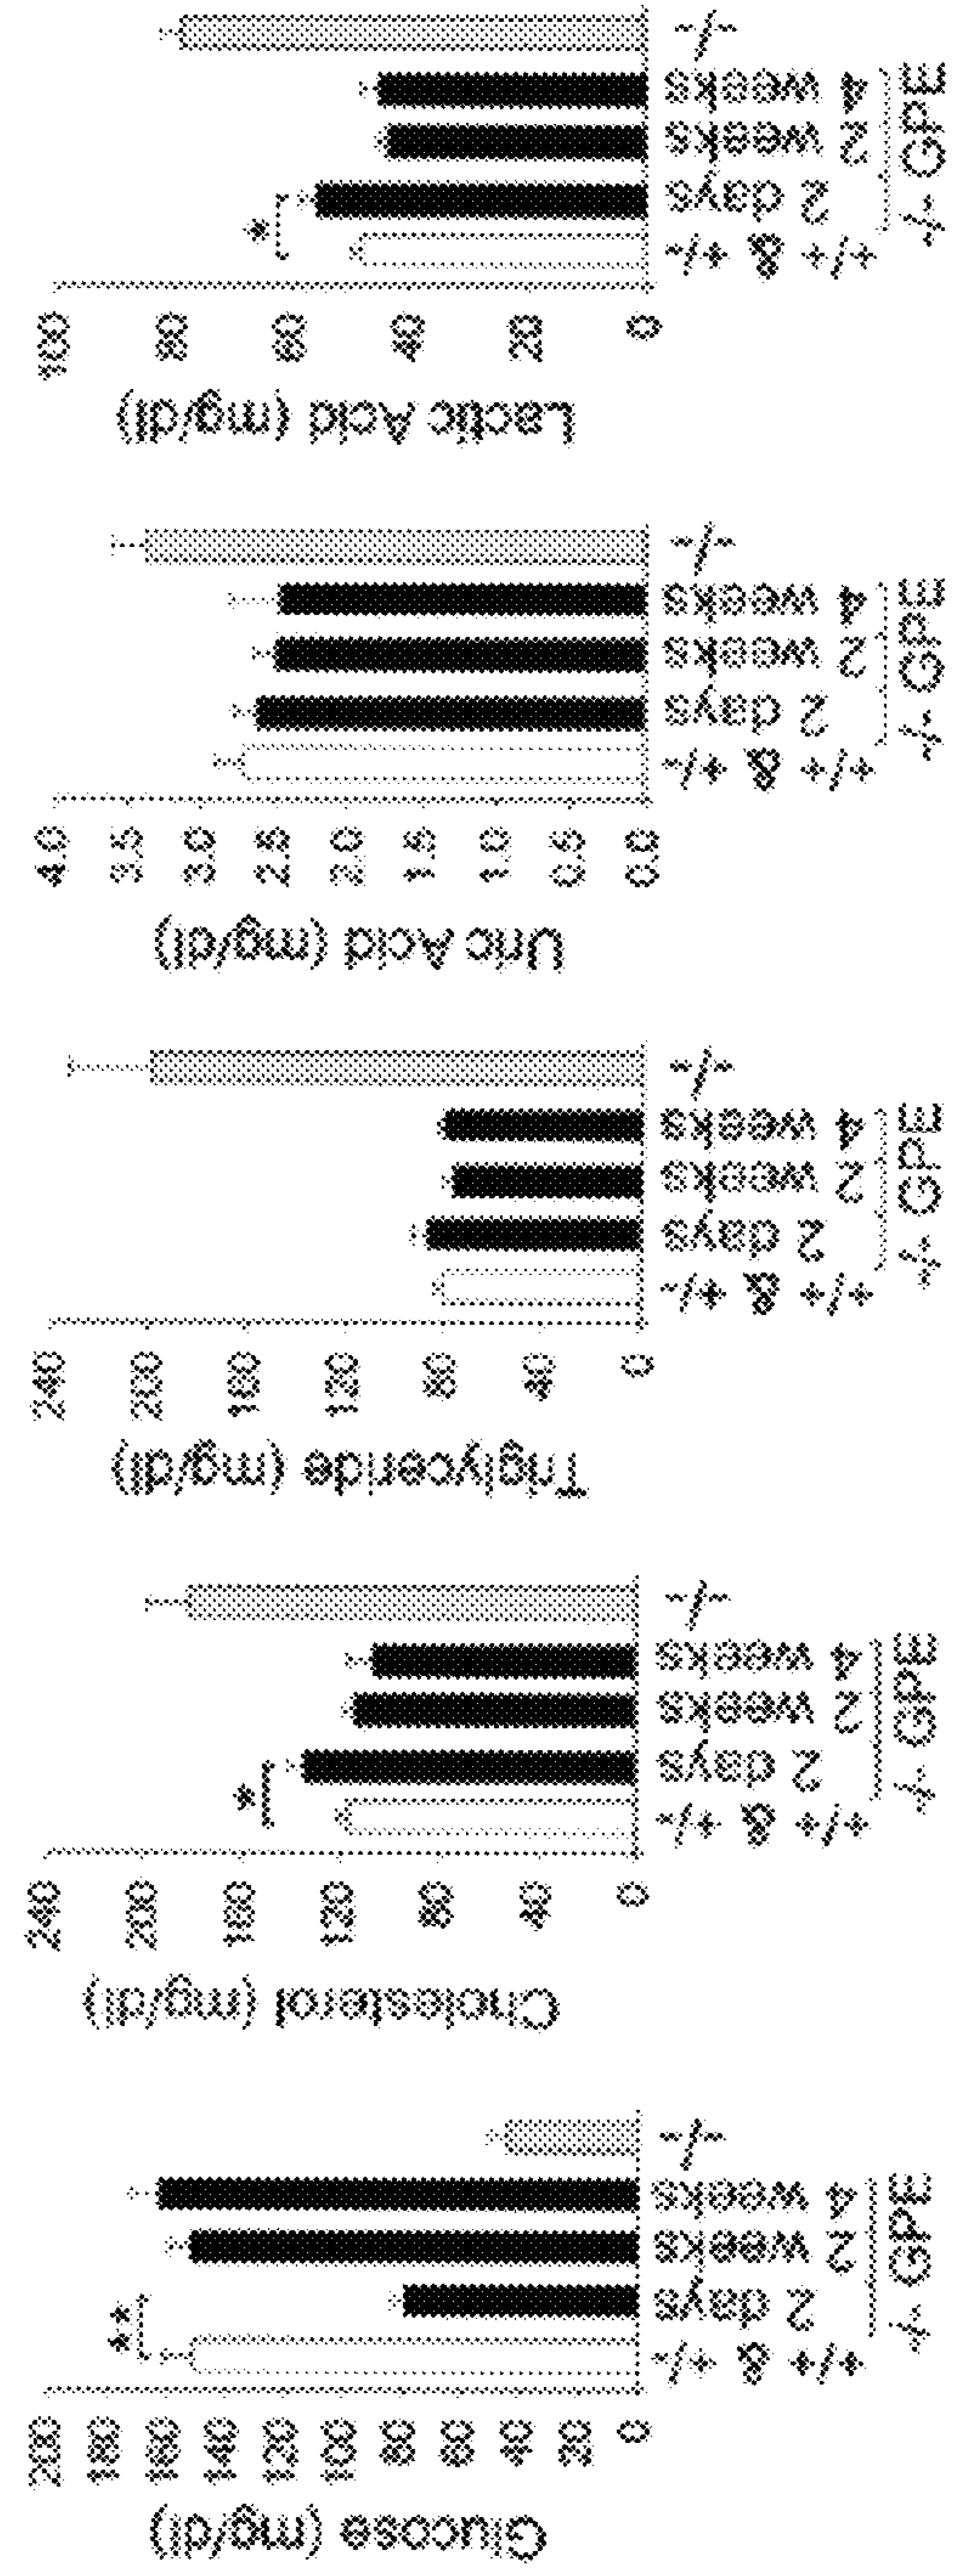 Glucose (mg/dl)
200
180
160
140
120
100
80
60
40
20
0
**
+/+ & +/-
2 days
2 weeks
4 weeks
-/-
-/- GPE
Cholesterol (mg/dl)
240
200
160
120
80
40
0
*
+/+ & +/-
2 days
2 weeks
4 weeks
-/-
-/- GPE
Triglyceride (mg/dl)
240
200
160
120
80
40
0
+/+ & +/-
2 days
2 weeks
4 weeks
-/-
-/- GPE
Uric Acid (mg/dl)
4.0
3.5
3.0
2.5
2.0
1.5
1.0
0.5
0.0
+/+ & +/-
2 days
2 weeks
4 weeks
-/-
-/- GPE
Lactic Acid (mg/dl)
100
80
60
40
20
0
*
+/+ & +/-
2 days
2 weeks
4 weeks
-/-
-/- GPE